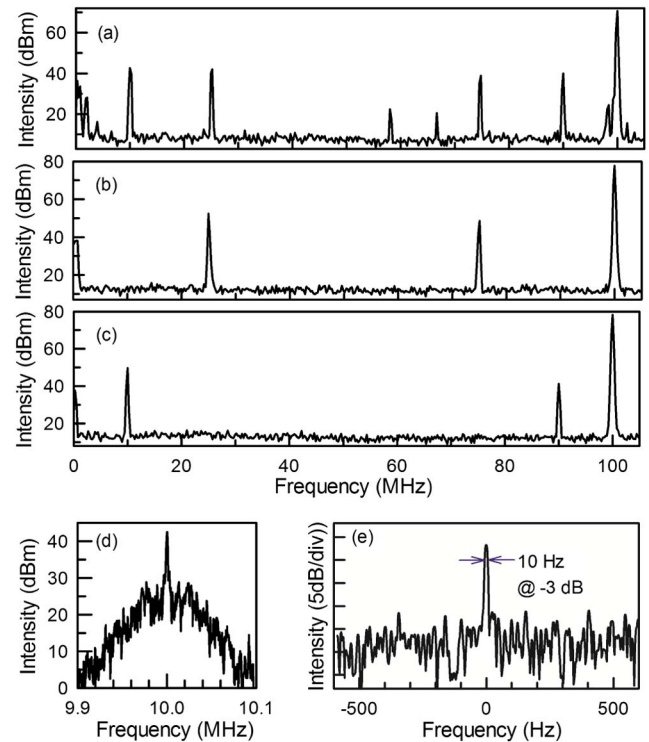 (a)
Intensity (dBm)
60
40
20
(b)
Intensity (dBm)
80
60
40
20
(c)
Intensity (dBm)
80
60
40
20
0 20 40 60 80 100
Frequency (MHz)
(d)
Intensity (dBm)
40
30
20
10
0
9.9 10.0 10.1
Frequency (MHz)
(e)
Intensity (5dB/div))
10 Hz
@ -3 dB
-500 0 500
Frequency (Hz)